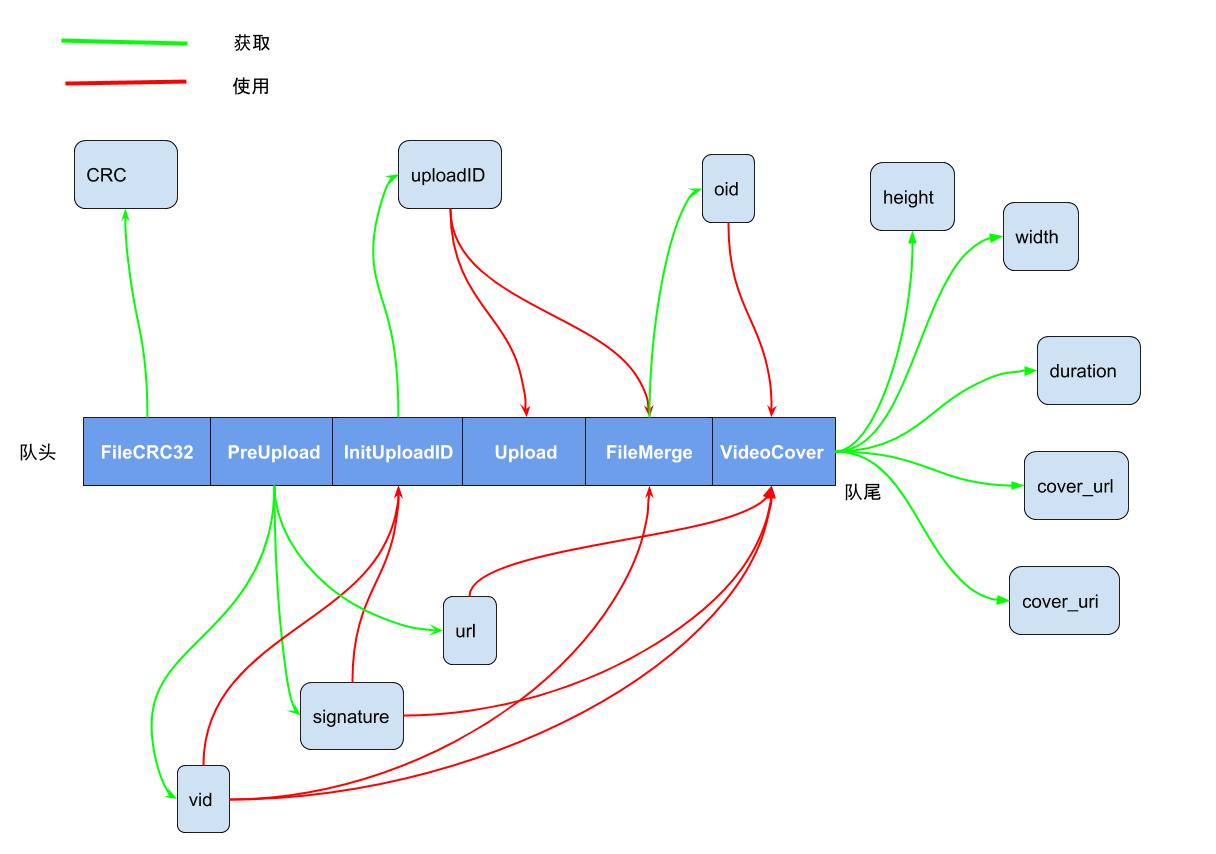 获取
使用
CRC
uploadID
oid
height
width
duration
队头
FileCRC32
PreUpload
InitUploadID
Upload
FileMerge
VideoCover
队尾
cover_url
cover_uri
url
signature
vid